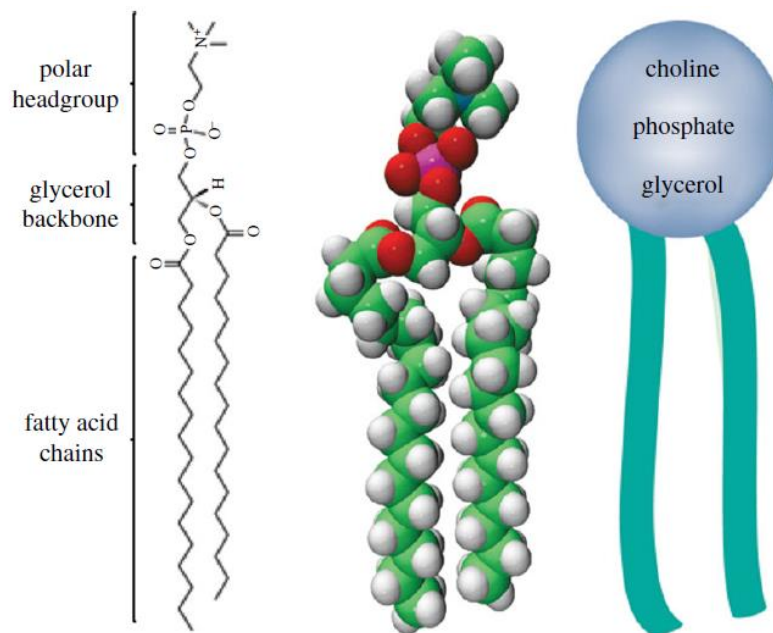 polar
headgroup
glycerol
backbone
fatty acid
chains
N+
O
O
P
O-
O
H
O
O
O
O
choline
phosphate
glycerol